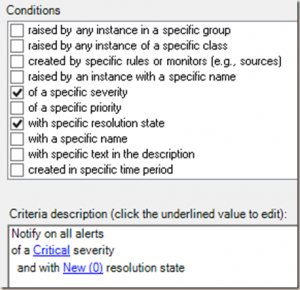 Conditions
raised by any instance in a specific group
raised by any instance of a specific class
created by specific rules or monitors (e.g., sources)
raised by an instance with a specific name
of a specific severity
of a specific priority
with specific resolution state
with a specific name
with specific text in the description
created in specific time period
Criteria description (click the underlined value to edit):
Notify on all alerts
of a Critical severity
and with New (0) resolution state